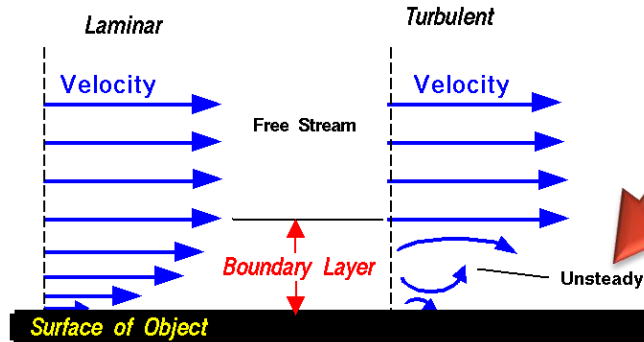 Laminar
Turbulent
Velocity
Velocity
Free Stream
Boundary Layer
Unsteady
Surface of Object